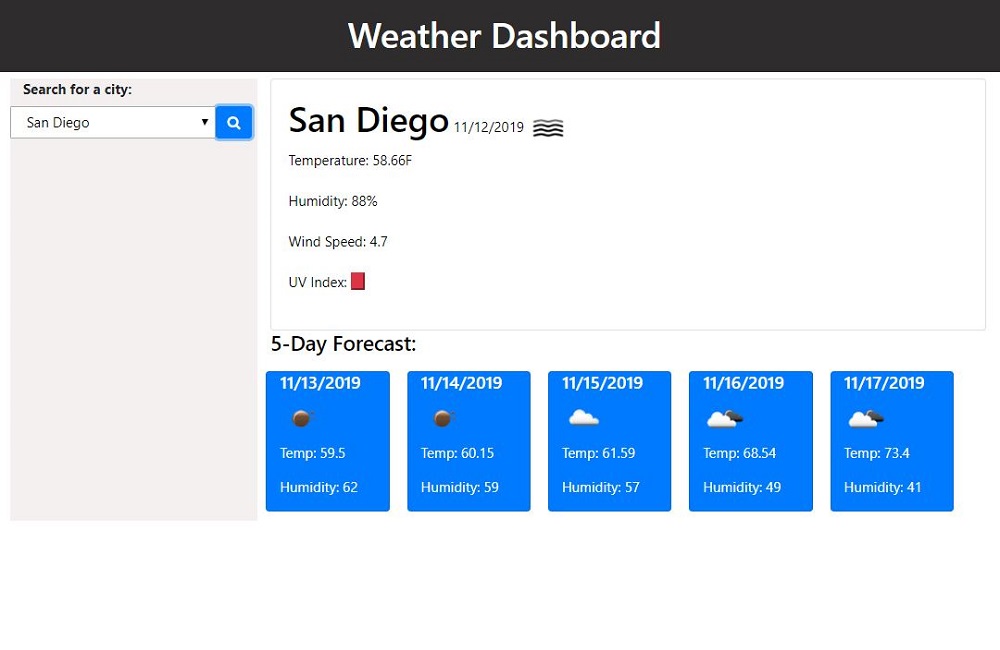 Weather Dashboard
Search for a city:
San Diego
San Diego 11/12/2019
Temperature: 58.66F
Humidity: 88%
Wind Speed: 4.7
UV Index:
5-Day Forecast:
11/13/2019
Temp: 59.5
Humidity: 62
11/14/2019
Temp: 60.15
Humidity: 59
11/15/2019
Temp: 61.59
Humidity: 57
11/16/2019
Temp: 68.54
Humidity: 49
11/17/2019
Temp: 73.4
Humidity: 41